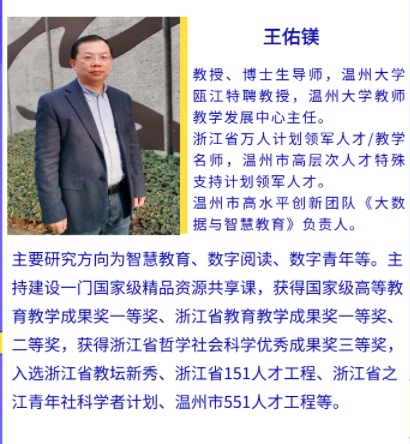 王佑镁
教授、博士生导师，温州大学
瓯江特聘教授，温州大学教师
教学发展中心主任。
浙江省万人计划领军人才/教学
名师，温州市高层次人才特殊
支持计划领军人才。
温州市高水平创新团队《大数
据与智慧教育》负责人。
主要研究方向为智慧教育、数字阅读、数字青年等。主
持建设一门国家级精品资源共享课，获得国家级高等教
育教学成果奖一等奖、浙江省教育教学成果奖一等奖、
二等奖，获得浙江省哲学社会科学优秀成果奖三等奖，
入选浙江省教坛新秀、浙江省151人才工程、浙江省之
江青年社科学者计划、温州市551人才工程等。